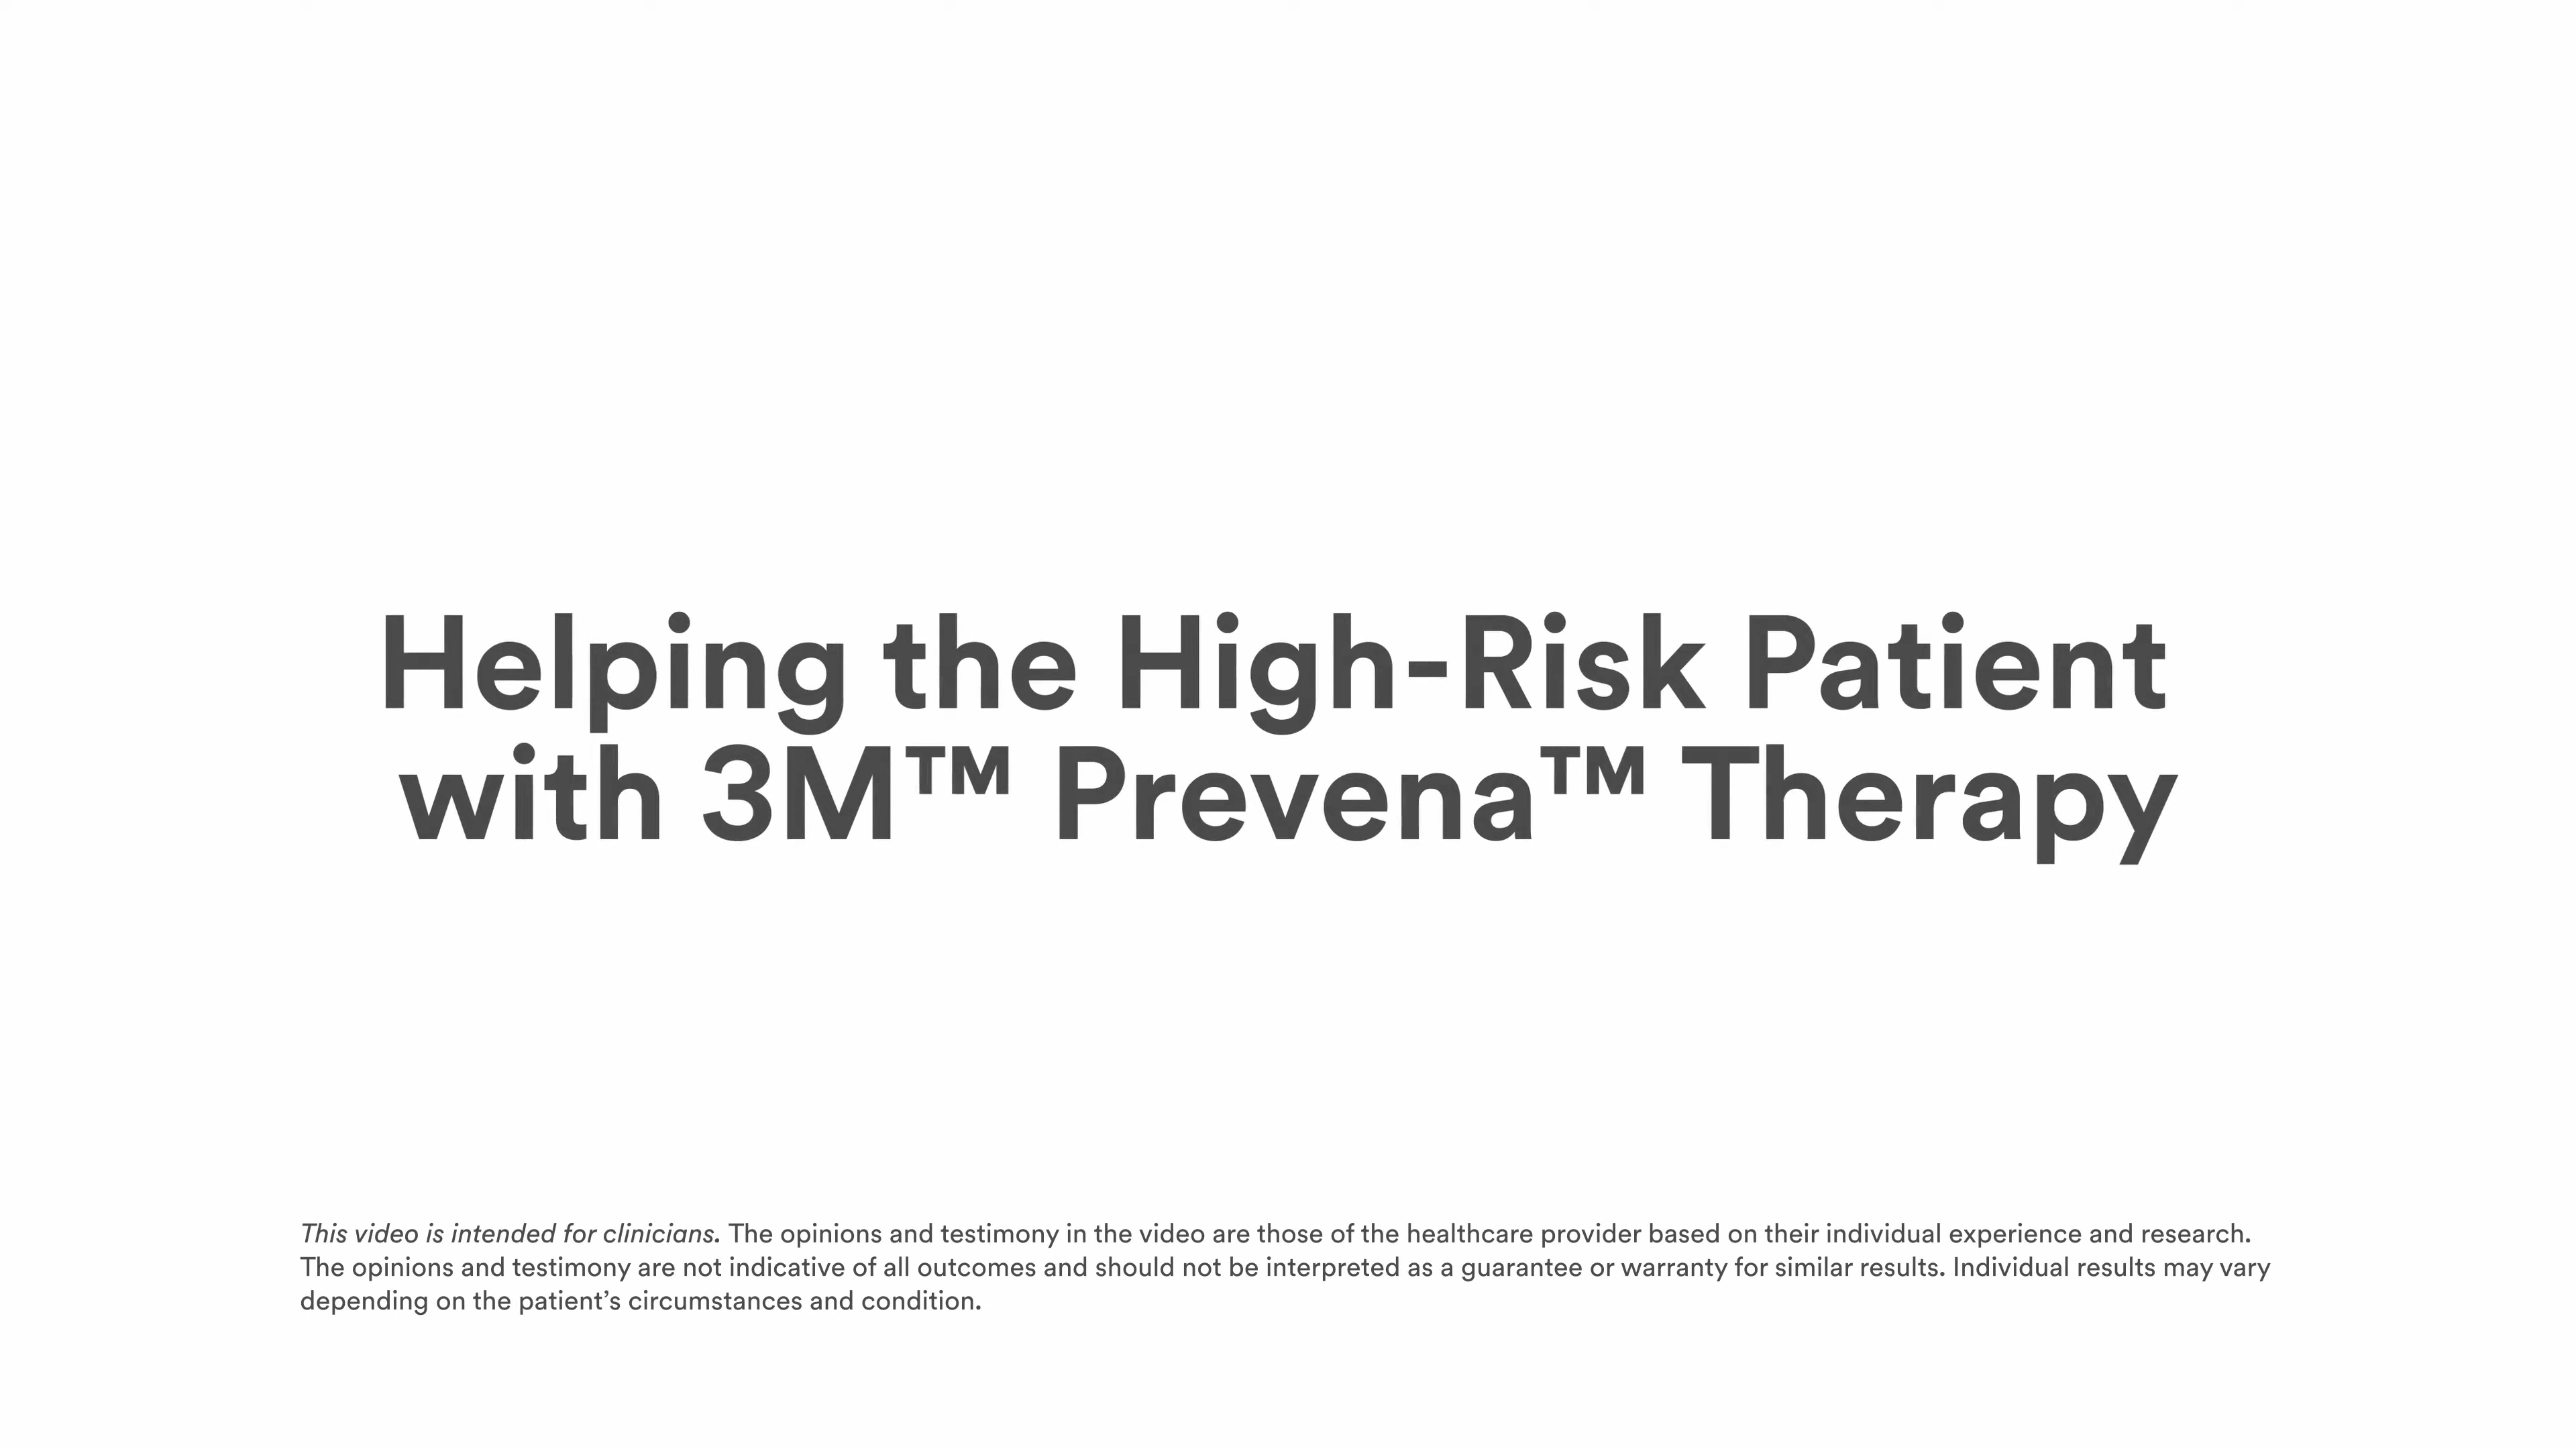 Helping the High-Risk Patient
with 3M™ Prevena™ Therapy
This video is intended for clinicians. The opinions and testimony in the video are those of the healthcare provider based on their individual experience and research.
The opinions and testimony are not indicative of all outcomes and should not be interpreted as a guarantee or warranty for similar results. Individual results may vary
depending on the patient’s circumstances and condition.